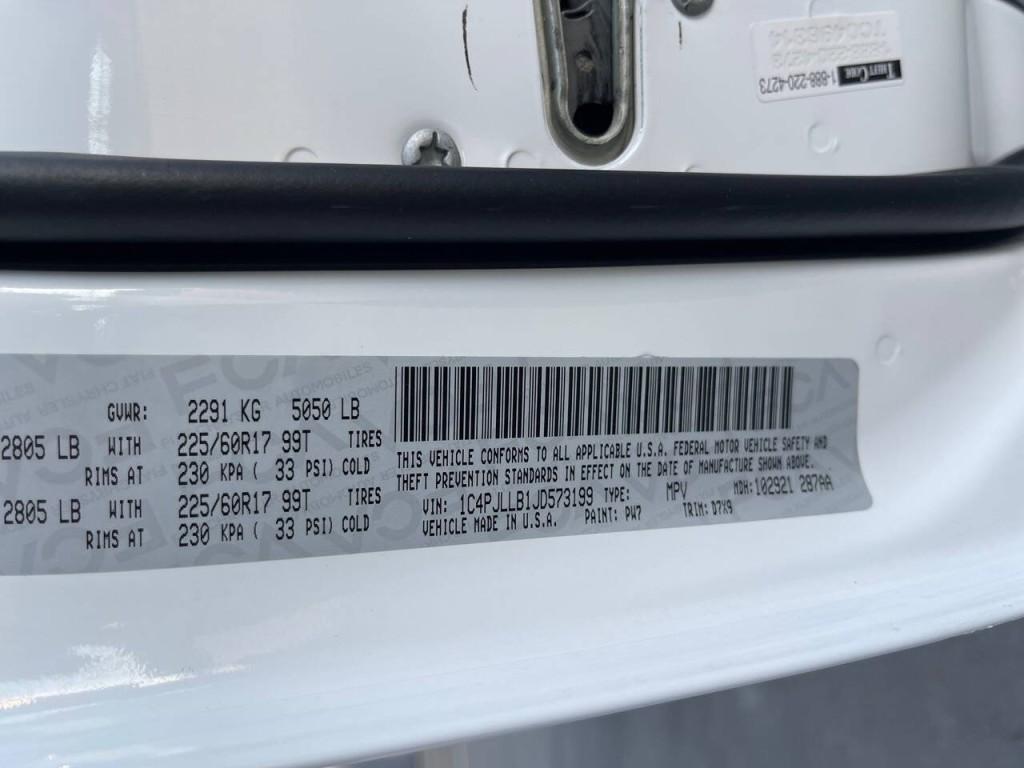 THEFT CODE
1-888-220-4273
GVWR: 2291 KG 5050 LB
2805 LB WITH 225/60R17 99T TIRES
RIMS AT 230 KPA ( 33 PSI) COLD
2805 LB WITH 225/60R17 99T TIRES
RIMS AT 230 KPA ( 33 PSI) COLD
THIS VEHICLE CONFORMS TO ALL APPLICABLE U.S.A. FEDERAL MOTOR VEHICLE SAFETY AND
THEFT PREVENTION STANDARDS IN EFFECT ON THE DATE OF MANUFACTURE SHOWN ABOVE.
VIN: 1C4PJLLB1JD573199 TYPE: MPV MDH:102921 287AA
VEHICLE MADE IN U.S.A. PAINT: PW7 TRIM: D7X9